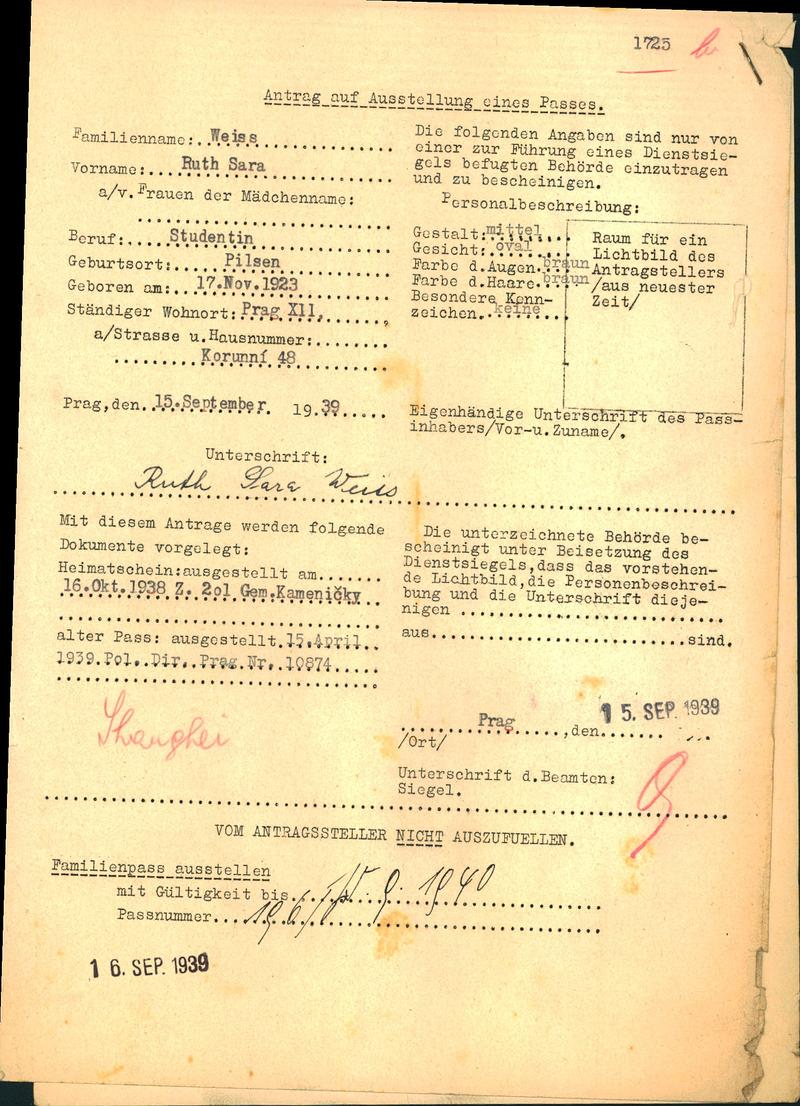 1725
Antrag auf Ausstellung eines Passes.
Familienname: Weiss
Vorname: Ruth Sara
a/v.Frauen der Mädchenname:
Beruf: Studentin
Geburtsort: Pilsen
Geboren am: 17.Nov.1923
Ständiger Wohnort: Prag XII,
a/Strasse u.Hausnummer:
Korunní 48
Prag,den 15.September 1939
Die folgenden Angaben sind nur von
einer zur Führung eines Dienstsie-
gels befugten Behörde einzutragen
und zu bescheinigen.
Personalbeschreibung:
Gestalt: mittel
Gesicht: oval
Farbe d.Augen braun
Farbe d.Haare braun
Besondere Kenn-
zeichen. keine
Raum für ein
Lichtbild des
Antragstellers
/aus neuester
Zeit/
Eigenhändige Unterschrift des Pass-
inhabers/Vor-u.Zuname/.
Unterschrift:
Ruth Sara Weiss
Mit diesem Antrage werden folgende
Dokumente vorgelegt:
Heimatschein:ausgestellt am
16.Okt.1938 Z. 2ol Gem.Kameničky
alter Pass: ausgestellt 15.April
1939.Pol. Dir. Prag.Nr. 10874
Shanghei
Die unterzeichnete Behörde be-
scheinigt unter Beisetzung des
Dienstsiegels,dass das vorstehen-
de Lichtbild,die Personenbeschrei-
bung und die Unterschrift dieje-
nigen
aus sind.
Prag ,den 15. SEP. 1939
/Ort/
Unterschrift d.Beamten:
Siegel.
VOM ANTRAGSSTELLER NICHT AUSZUFUELLEN.
Familienpass ausstellen
mit Gültigkeit bis 15. 9. 1940
Passnummer
16. SEP. 1939